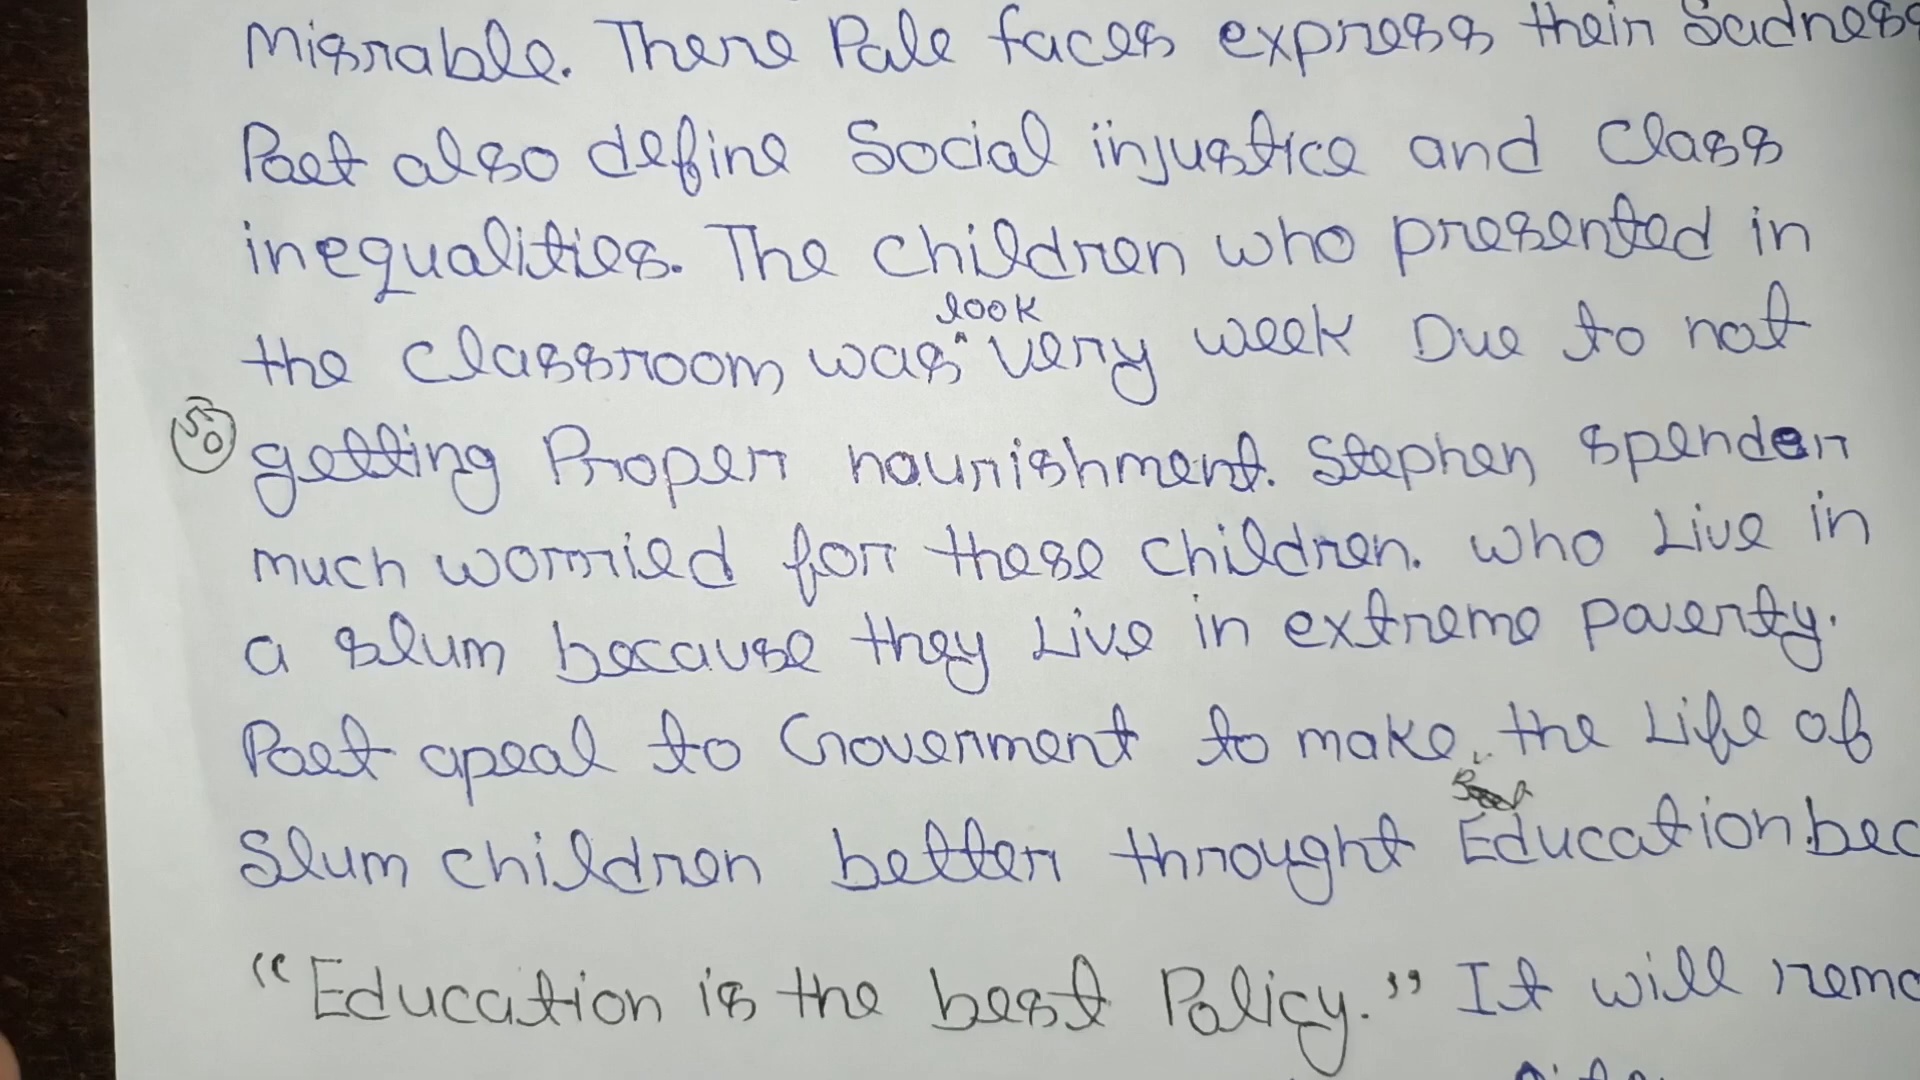 Misrable. There Pale faces express their Sadness
Poet also define Social injustice and Class
inequalities. The children who presented in
look
the classroom was very week Due to not
50 getting Proper nourishment. Stephen spender
much worried for these children. who Live in
a slum because they Live in extreme poverty.
Poet apeal to Goverment to make the Life of
Slum children better throught Education bec
"Education is the best Policy." It will remo